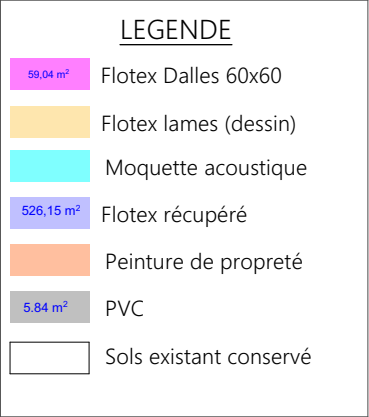 LEGENDE
59,04 m² Flotex Dalles 60x60
Flotex lames (dessin)
Moquette acoustique
526,15 m² Flotex récupéré
Peinture de propreté
5.84 m² PVC
Sols existant conservé